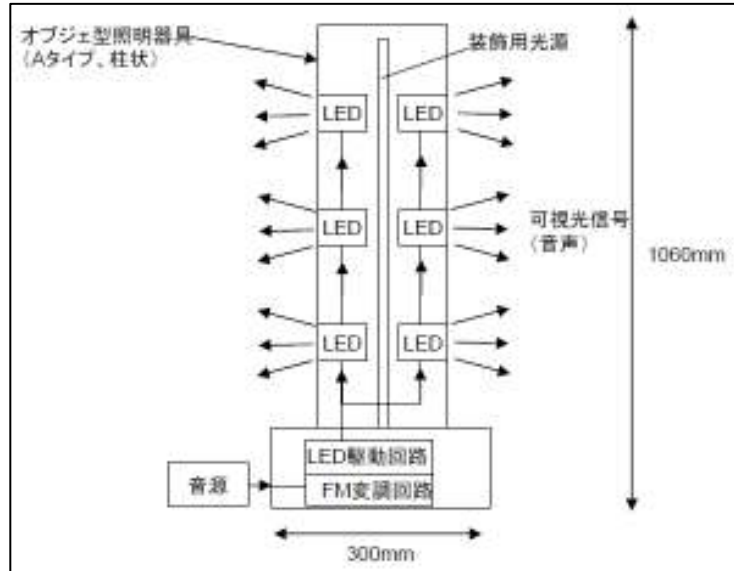 オブジェ型照明器具
（Aタイプ、柱状）
装飾用光源
LED
LED
LED
LED
可視光信号
（音声）
1060mm
LED
LED
LED駆動回路
音源
FM変調回路
300mm